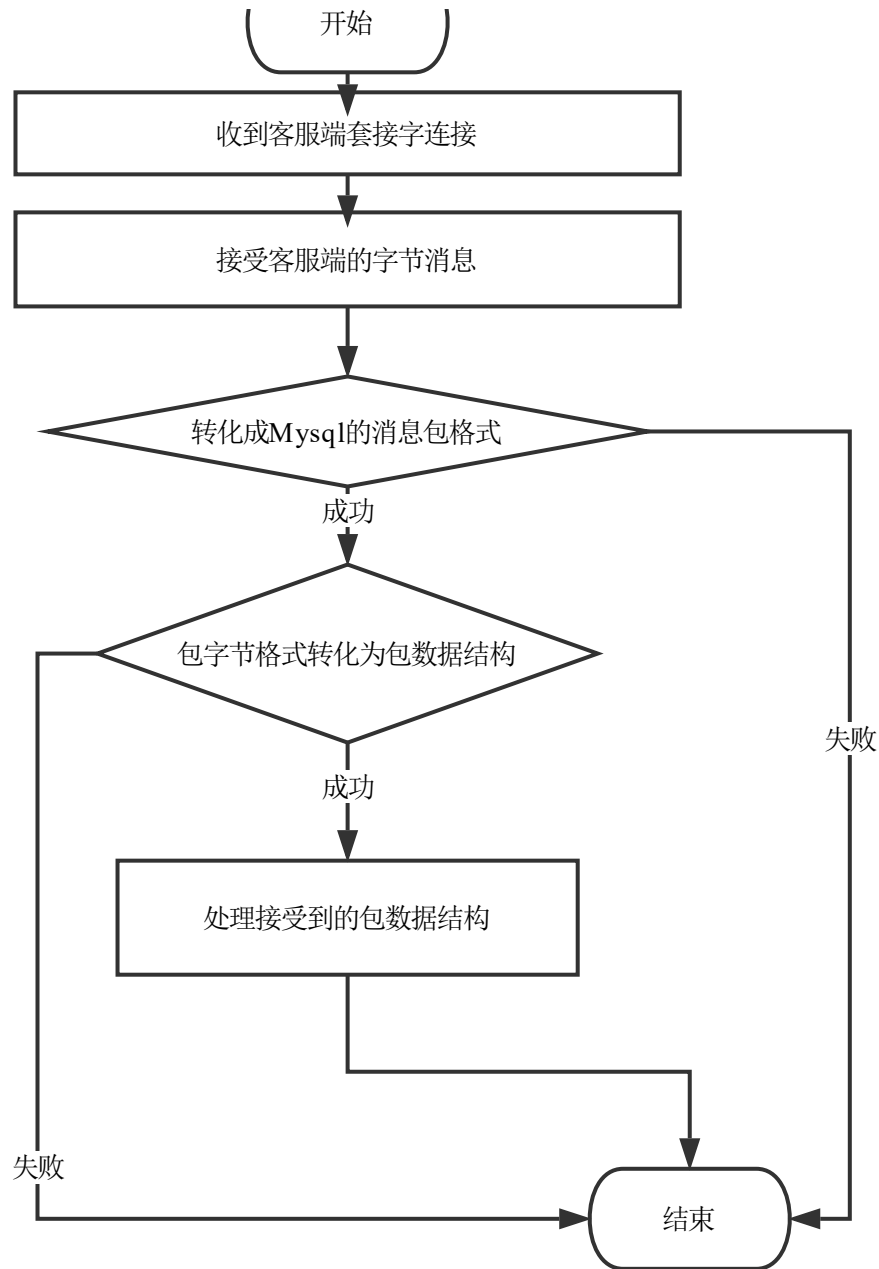 开始
收到客服端套接字连接
接受客服端的字节消息
转化成Mysql的消息包格式
成功
包字节格式转化为包数据结构
失败
成功
处理接受到的包数据结构
失败
结束